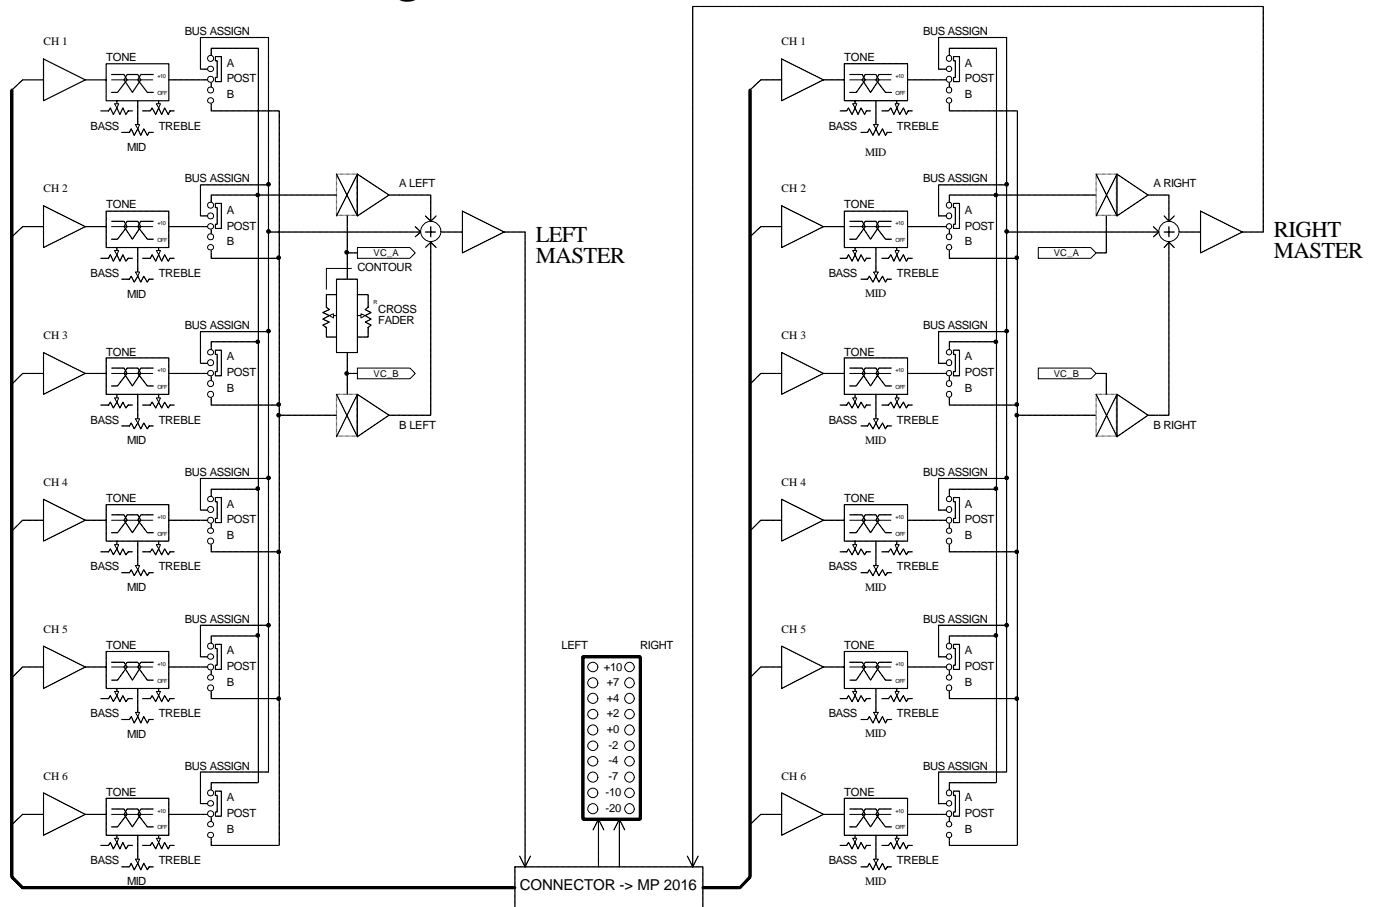 CH 1
TONE
BUS ASSIGN
+10
OFF
A
POST
B
BASS
TREBLE
MID
CH 2
TONE
BUS ASSIGN
+10
OFF
A
POST
B
BASS
TREBLE
MID
CH 3
TONE
BUS ASSIGN
+10
OFF
A
POST
B
BASS
TREBLE
MID
CH 4
TONE
BUS ASSIGN
+10
OFF
A
POST
B
BASS
TREBLE
MID
CH 5
TONE
BUS ASSIGN
+10
OFF
A
POST
B
BASS
TREBLE
MID
CH 6
TONE
BUS ASSIGN
+10
OFF
A
POST
B
BASS
TREBLE
MID
A LEFT
VC_A
CONTOUR
R
CROSS
FADER
VC_B
B LEFT
LEFT
MASTER
LEFT RIGHT
+10
+7
+4
+2
+0
-2
-4
-7
-10
-20
CONNECTOR -> MP 2016
CH 1
TONE
BUS ASSIGN
+10
OFF
A
POST
B
BASS
TREBLE
MID
CH 2
TONE
BUS ASSIGN
+10
OFF
A
POST
B
BASS
TREBLE
MID
CH 3
TONE
BUS ASSIGN
+10
OFF
A
POST
B
BASS
TREBLE
MID
CH 4
TONE
BUS ASSIGN
+10
OFF
A
POST
B
BASS
TREBLE
MID
CH 5
TONE
BUS ASSIGN
+10
OFF
A
POST
B
BASS
TREBLE
MID
CH 6
TONE
BUS ASSIGN
+10
OFF
A
POST
B
BASS
TREBLE
MID
A RIGHT
VC_A
VC_B
B RIGHT
RIGHT
MASTER